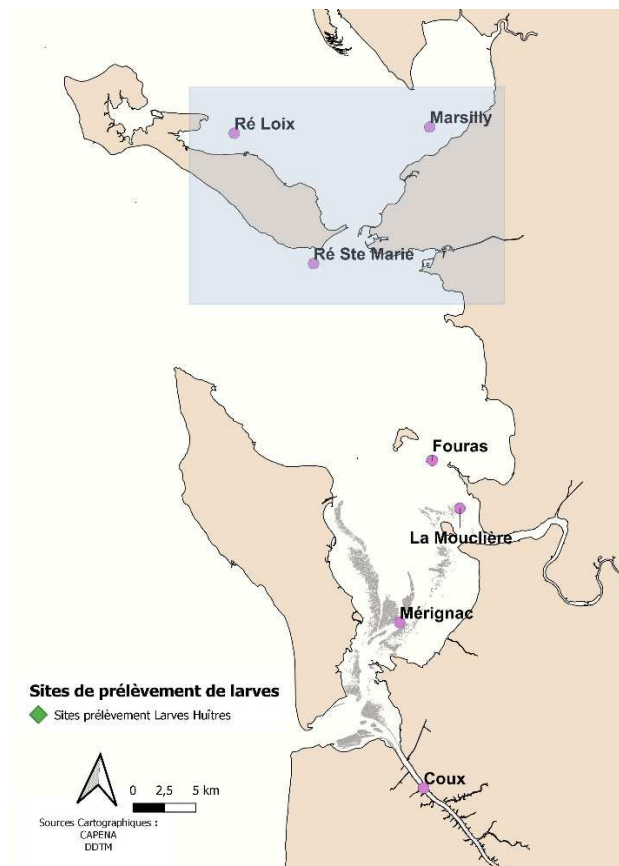 Ré Loix
Marsilly
Ré Ste Marie
Fouras
La Mouclière
Mérignac
Sites de prélèvement de larves
Sites prélèvement Larves Huîtres
0 2,5 5 km
Coux
Sources Cartographiques :
CAPENA
DDTM